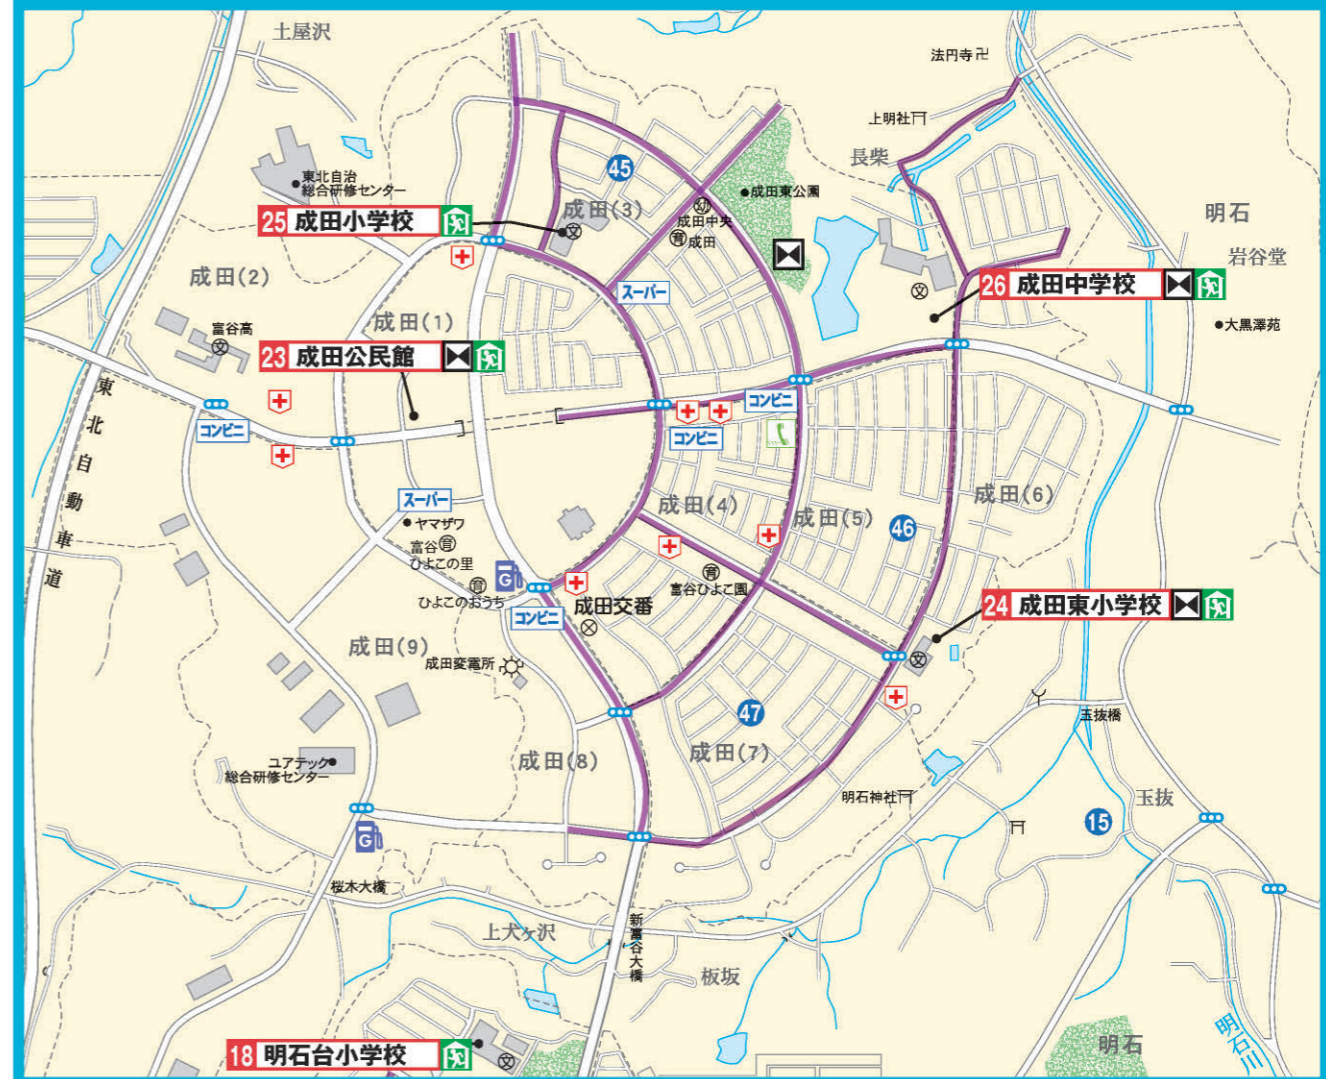 土屋沢
法円寺
上明社
長柴
45
東北自治
総合研修センター
成田東公園
成田(3)
文
幼
成田中央
育 成田
明石
25 成田小学校
岩谷堂
成田(2)
スーパー
26 成田中学校
文
大黒澤苑
成田(1)
富谷高
文
23 成田公民館
東北自動車道
コンビニ
コンビニ
コンビニ
スーパー
ヤマザワ
成田(4)
成田(5)
成田(6)
46
富谷 育
ひよこの里
育
ひよこのおうち
G
コンビニ
成田交番
育
富谷ひよこ園
24 成田東小学校
文
成田(9)
成田変電所
47
成田(7)
成田(8)
玉抜橋
ユアテック
総合研修センター
明石神社
玉抜
15
G
桜木大橋
上犬ヶ沢
新富谷大橋
板坂
18 明石台小学校
文
明石
明石川